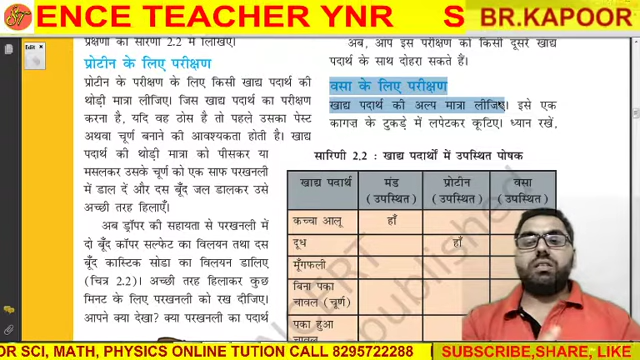 ENCE TEACHER YNR S BR.KAPOOR
प्रेक्षणों को सारिणी 2.2 में लिखिए।
प्रोटीन के लिए परीक्षण
प्रोटीन के परीक्षण के लिए किसी खाद्य पदार्थ की
थोड़ी मात्रा लीजिए। जिस खाद्य पदार्थ का परीक्षण
करना है, यदि वह ठोस है तो पहले उसका पेस्ट
अथवा चूर्ण बनाने की आवश्यकता होती है। खाद्य
पदार्थ की थोड़ी मात्रा को पीसकर या
मसलकर उसके चूर्ण को एक साफ परखनली
में डाल दें और दस बूँद जल डालकर उसे
अच्छी तरह हिलाएँ।
अब ड्रॉपर की सहायता से परखनली में
दो बूँद कॉपर सल्फेट का विलयन तथा दस
बूँद कास्टिक सोडा का विलयन डालिए
(चित्र 2.2)। अच्छी तरह हिलाकर कुछ
मिनट के लिए परखनली को रख दीजिए।
आपने क्या देखा? क्या परखनली का पदार्थ
अब, आप इस परीक्षण को किसी दूसरे खाद्य
पदार्थ के साथ दोहरा सकते हैं।
वसा के लिए परीक्षण
खाद्य पदार्थ की अल्प मात्रा लीजिए। इसे एक
कागज़ के टुकड़े में लपेटकर कूटिए। ध्यान रखें,
सारिणी 2.2 : खाद्य पदार्थों में उपस्थित पोषक
खाद्य पदार्थ मंड प्रोटीन वसा
(उपस्थित) (उपस्थित) (उपस्थित)
कच्चा आलू हाँ
दूध हाँ
मूँगफली
बिना पका
चावल (चूर्ण)
पका हुआ
चावल
OR SCI, MATH, PHYSICS ONLINE TUTION CALL 8295722288 SUBSCRIBE,SHARE, LIKE